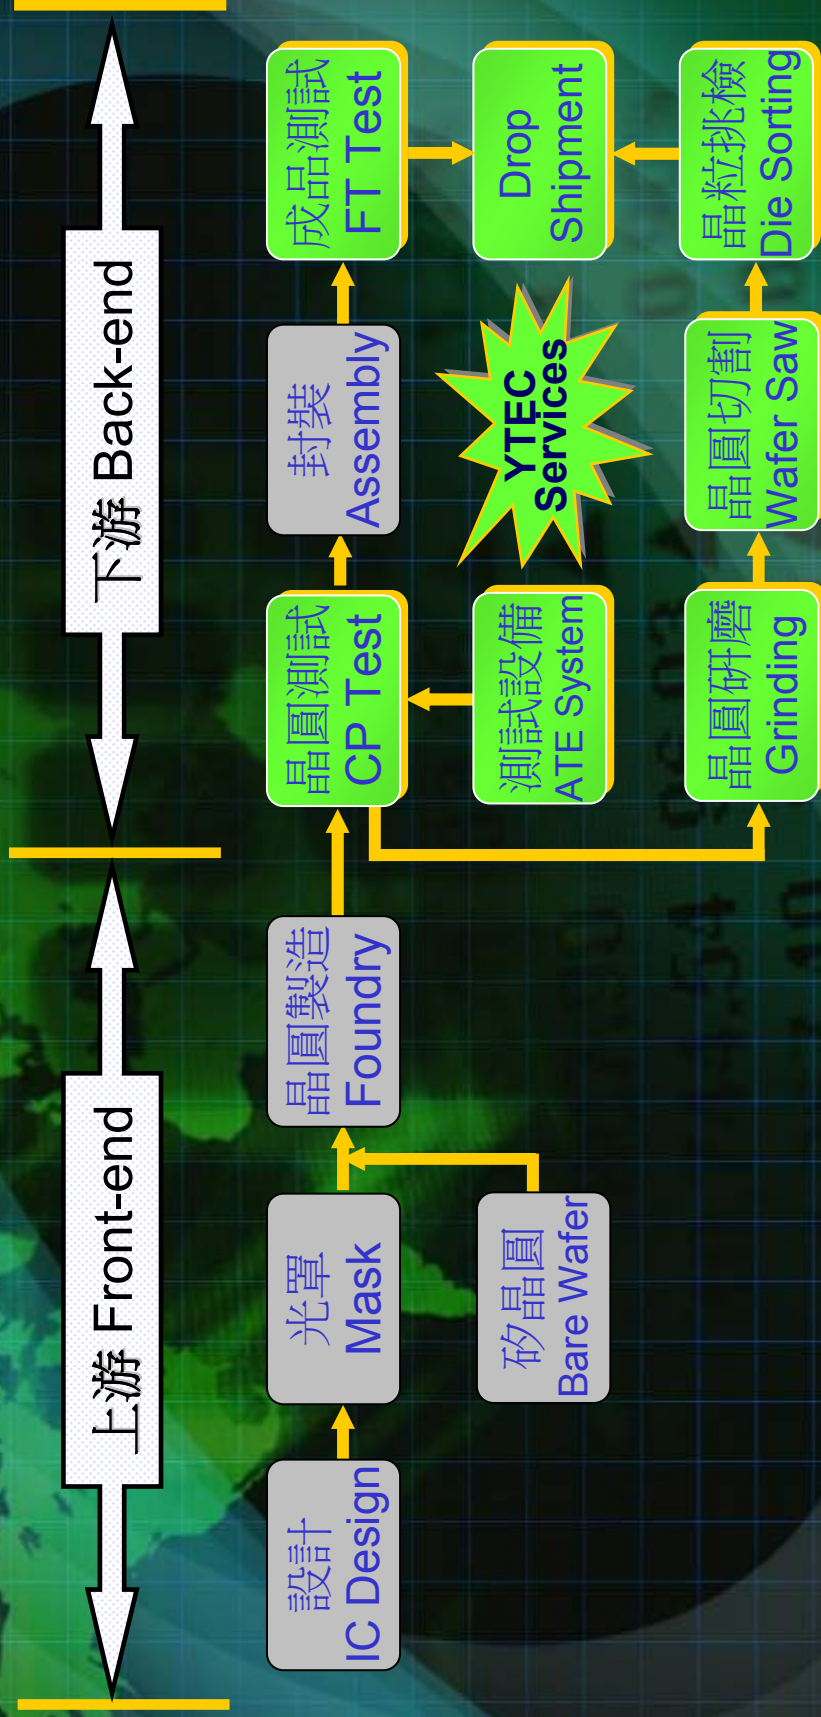 上游 Front-end
下游 Back-end
設計
IC Design
光罩
Mask
晶圓製造
Foundry
晶圓測試
CP Test
封裝
Assembly
成品測試
FT Test
矽晶圓
Bare Wafer
測試設備
ATE System
YTEC
Services
Drop
Shipment
晶圓研磨
Grinding
晶圓切割
Wafer Saw
晶粒挑檢
Die Sorting